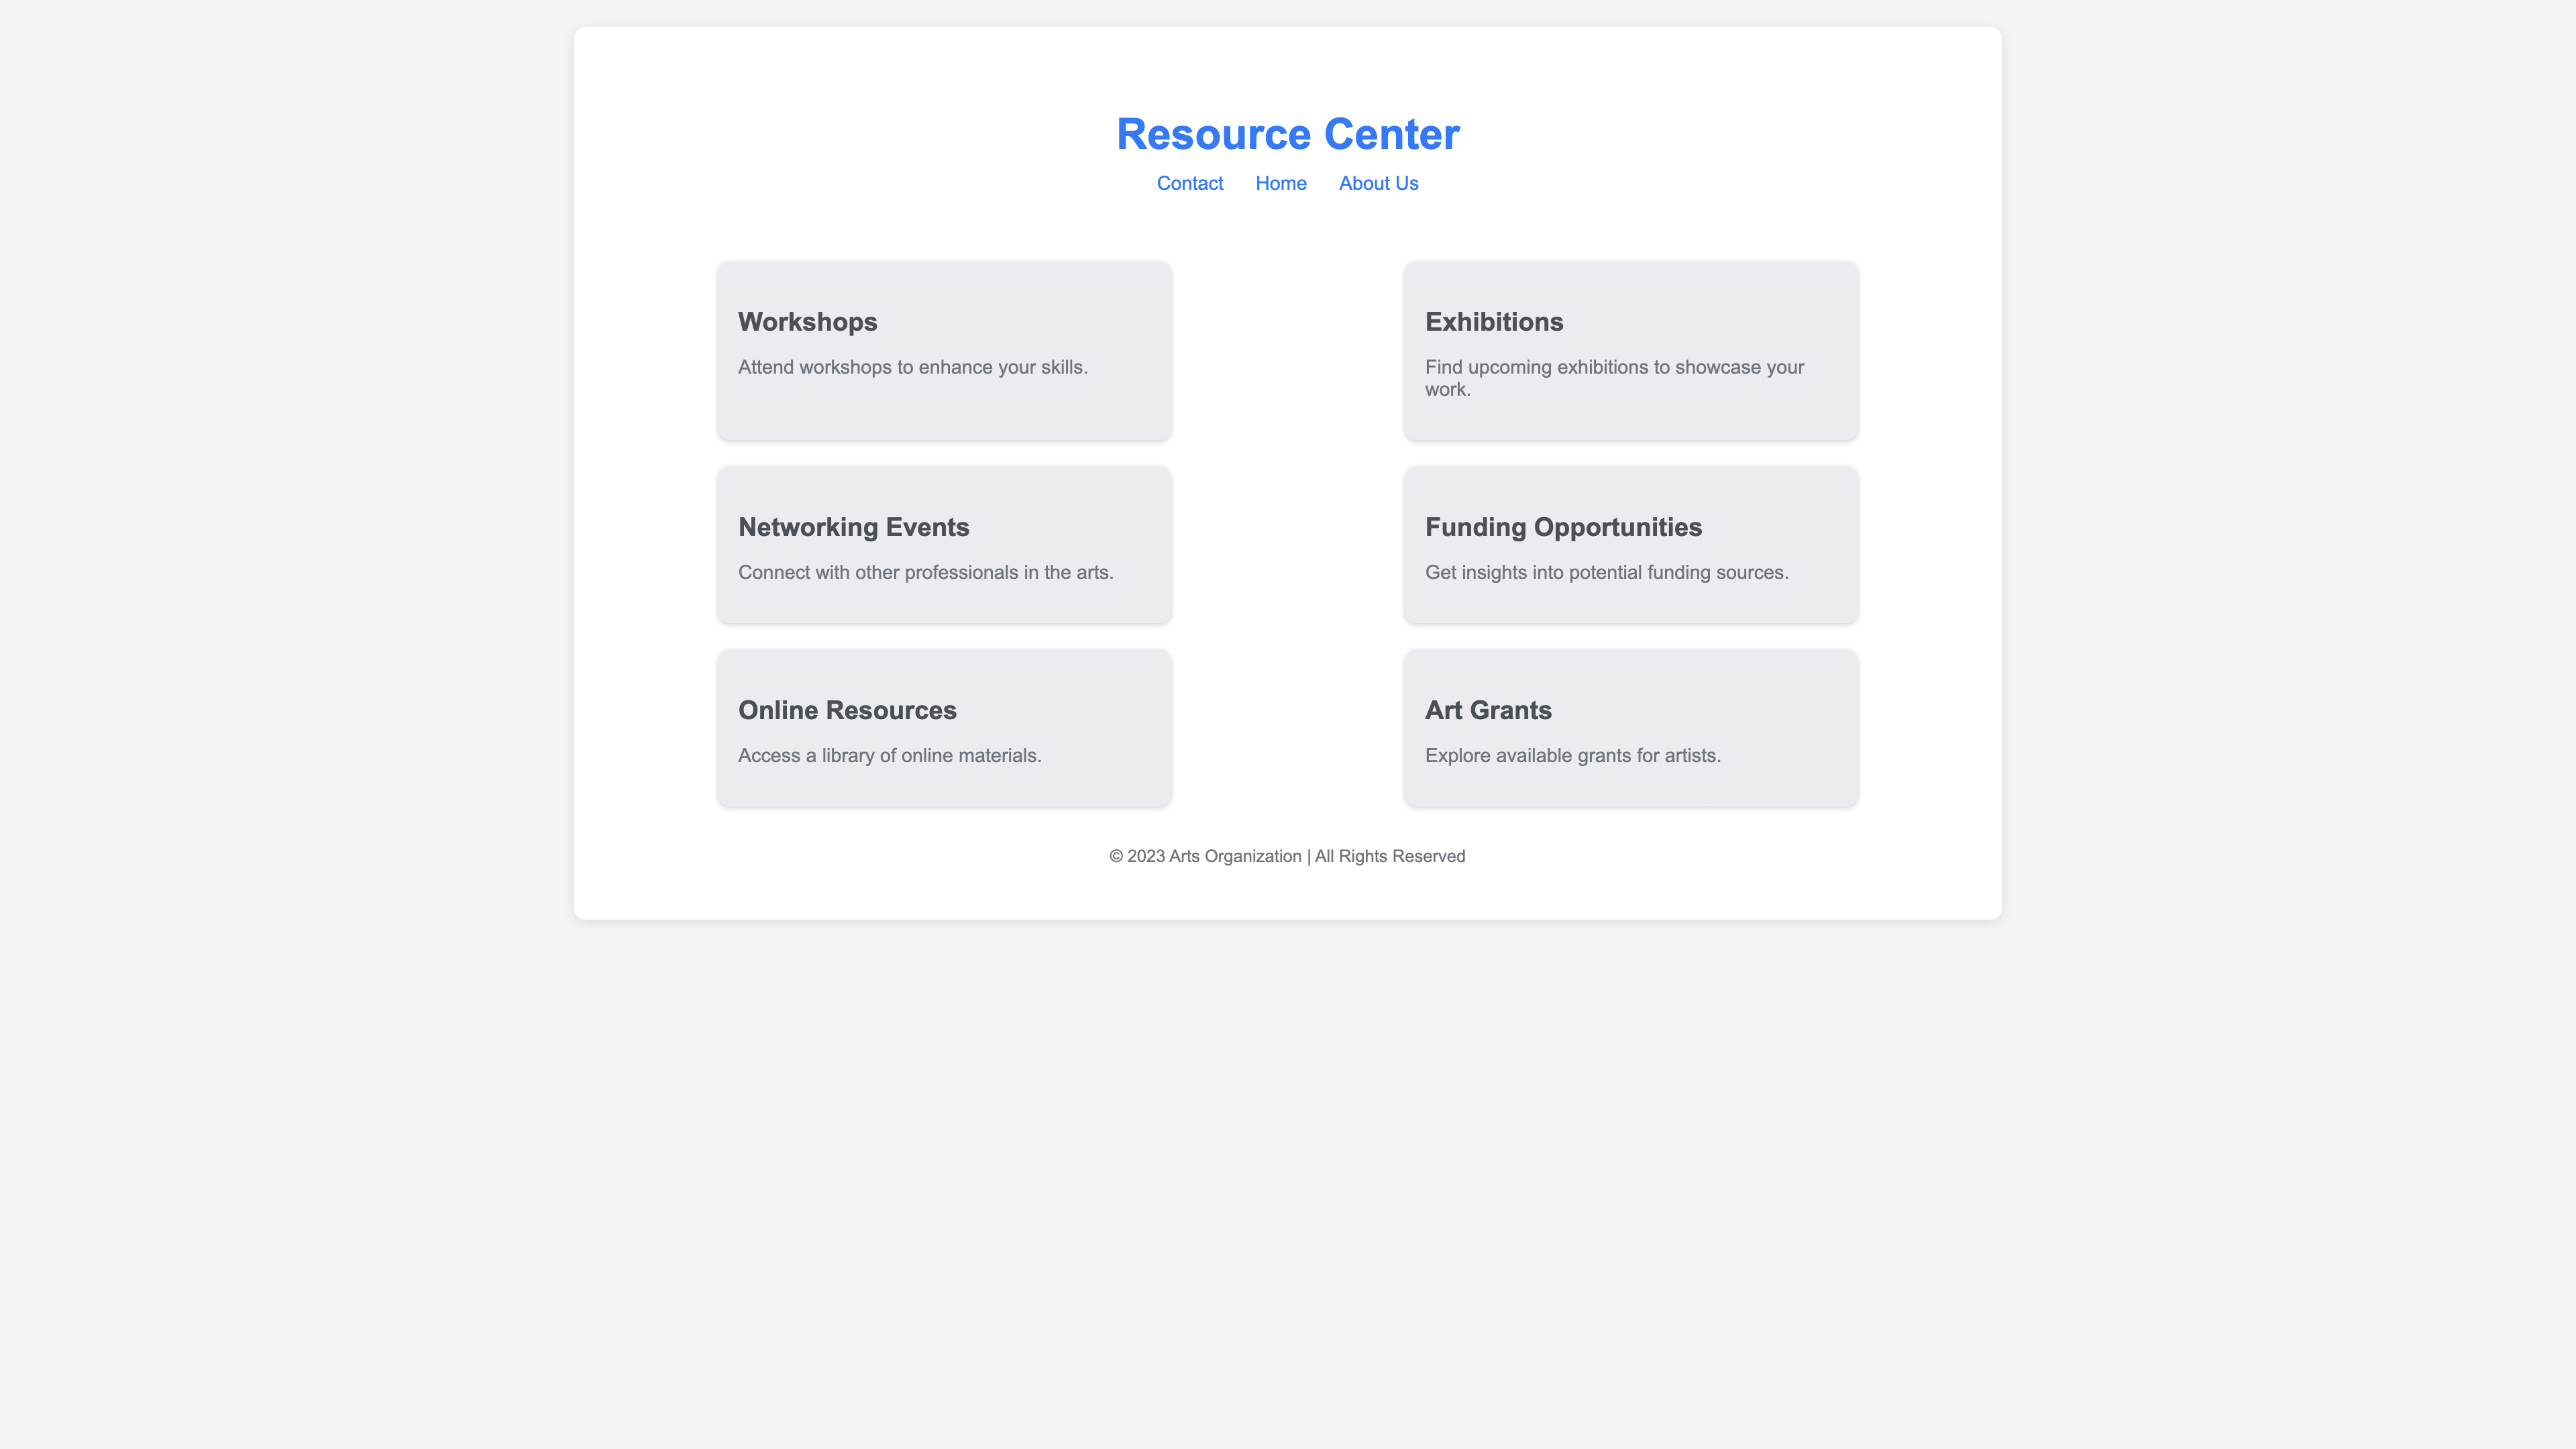 Resource Center
Contact Home About Us
Workshops
Attend workshops to enhance your skills.
Exhibitions
Find upcoming exhibitions to showcase your
work.
Networking Events
Connect with other professionals in the arts.
Funding Opportunities
Get insights into potential funding sources.
Online Resources
Access a library of online materials.
Art Grants
Explore available grants for artists.
© 2023 Arts Organization | All Rights Reserved